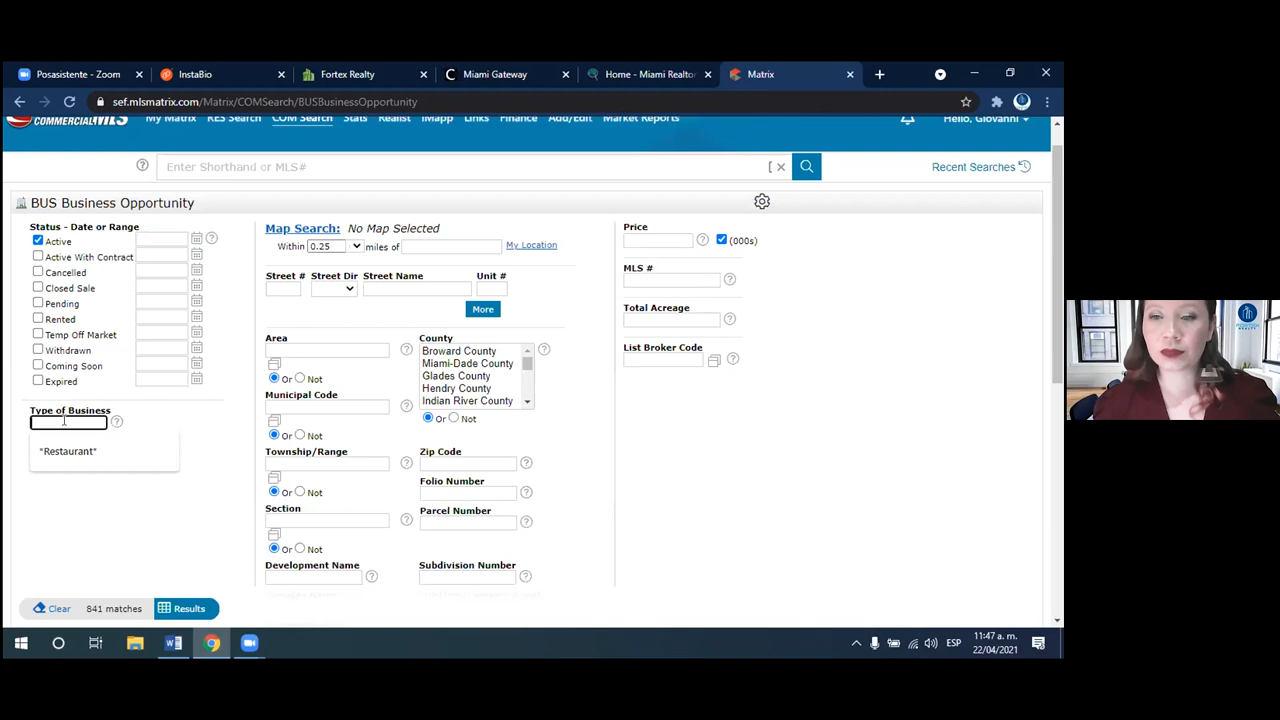 Posasistente - Zoom
InstaBio
Fortex Realty
Miami Gateway
Home - Miami Realtor
Matrix
sef.mlsmatrix.com/Matrix/COMSearch/BUSBusinessOpportunity
COMMERCIALMLS
My Matrix RES Search COM Search Stats Realist IMapp Links Finance Add/Edit Market Reports
Hello, Giovanni
Enter Shorthand or MLS#
Recent Searches
BUS Business Opportunity
Status - Date or Range
Active
Active With Contract
Cancelled
Closed Sale
Pending
Rented
Temp Off Market
Withdrawn
Coming Soon
Expired
Type of Business
*Restaurant*
Map Search: No Map Selected
Within 0.25 miles of
My Location
Street # Street Dir Street Name Unit #
More
Area
Or Not
Municipal Code
Or Not
Township/Range
Or Not
Section
Or Not
Development Name
County
Broward County
Miami-Dade County
Glades County
Hendry County
Indian River County
Or Not
Zip Code
Folio Number
Parcel Number
Subdivision Number
Price
(000s)
MLS #
Total Acreage
List Broker Code
Clear 841 matches Results
ESP
11:47 a. m.
22/04/2021